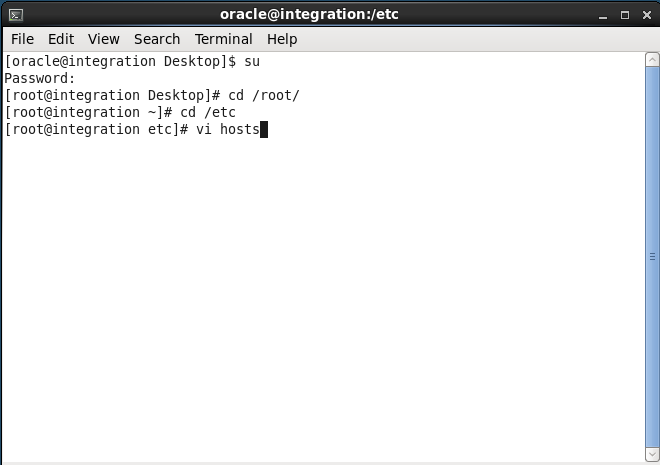 oracle@integration:/etc
File Edit View Search Terminal Help
[oracle@integration Desktop]$ su
Password:
[root@integration Desktop]# cd /root/
[root@integration ~]# cd /etc
[root@integration etc]# vi hosts